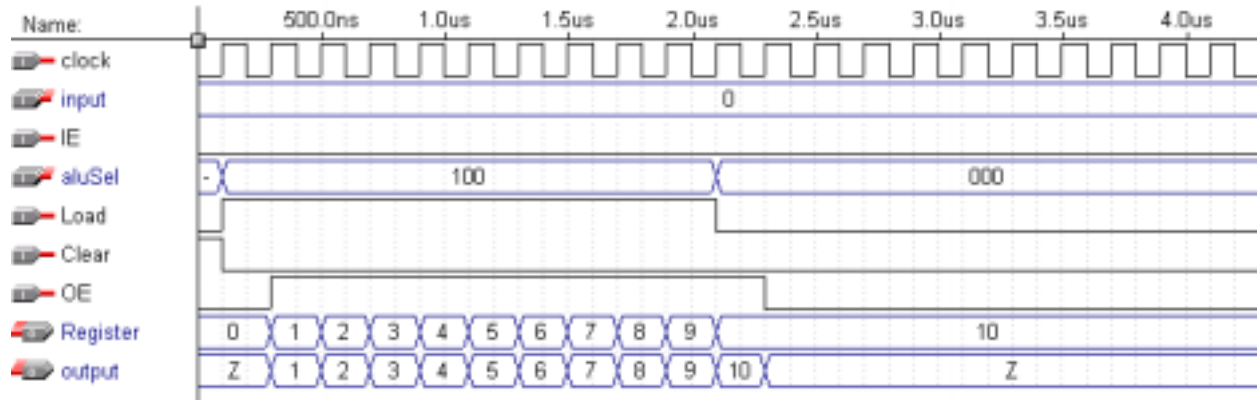 Name: 500.0ns 1.0us 1.5us 2.0us 2.5us 3.0us 3.5us 4.0us
clock
input 0
IE
aluSel - 100 000
Load
Clear
OE
Register 0 1 2 3 4 5 6 7 8 9 10
output Z 1 2 3 4 5 6 7 8 9 10 Z